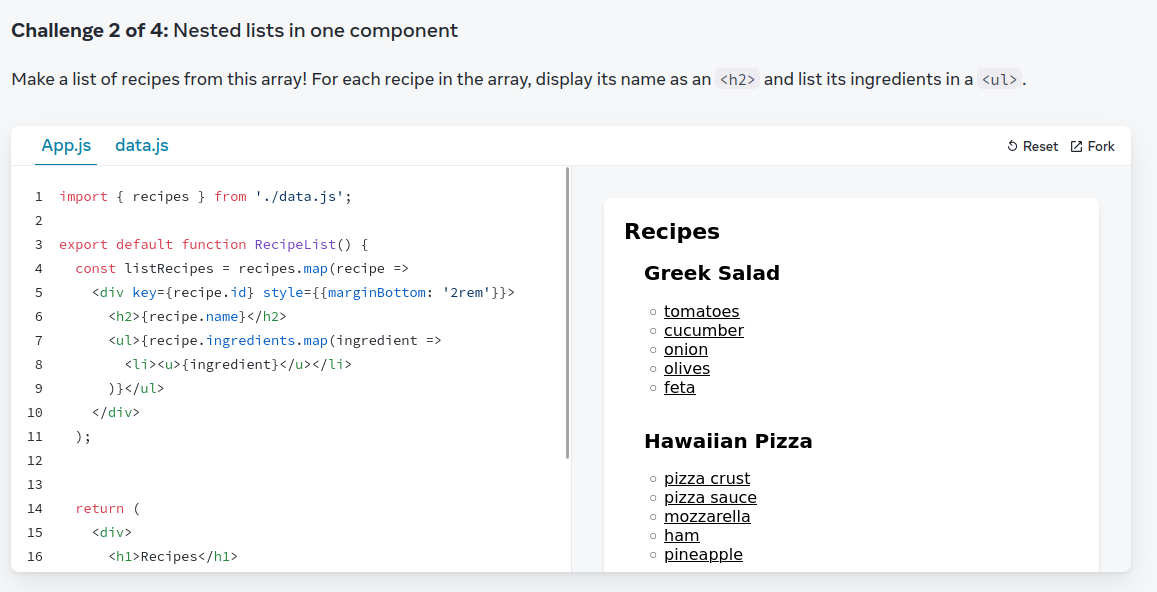 Challenge 2 of 4: Nested lists in one component
Make a list of recipes from this array! For each recipe in the array, display its name as an <h2> and list its ingredients in a <ul>.
App.js data.js
Reset Fork
1 import { recipes } from './data.js';
2
3 export default function RecipeList() {
4   const listRecipes = recipes.map(recipe =>
5     <div key={recipe.id} style={{marginBottom: '2rem'}}>
6       <h2>{recipe.name}</h2>
7       <ul>{recipe.ingredients.map(ingredient =>
8         <li><u>{ingredient}</u></li>
9       )}</ul>
10     </div>
11   );
12
13
14   return (
15     <div>
16       <h1>Recipes</h1>
Recipes
Greek Salad
tomatoes
cucumber
onion
olives
feta
Hawaiian Pizza
pizza crust
pizza sauce
mozzarella
ham
pineapple